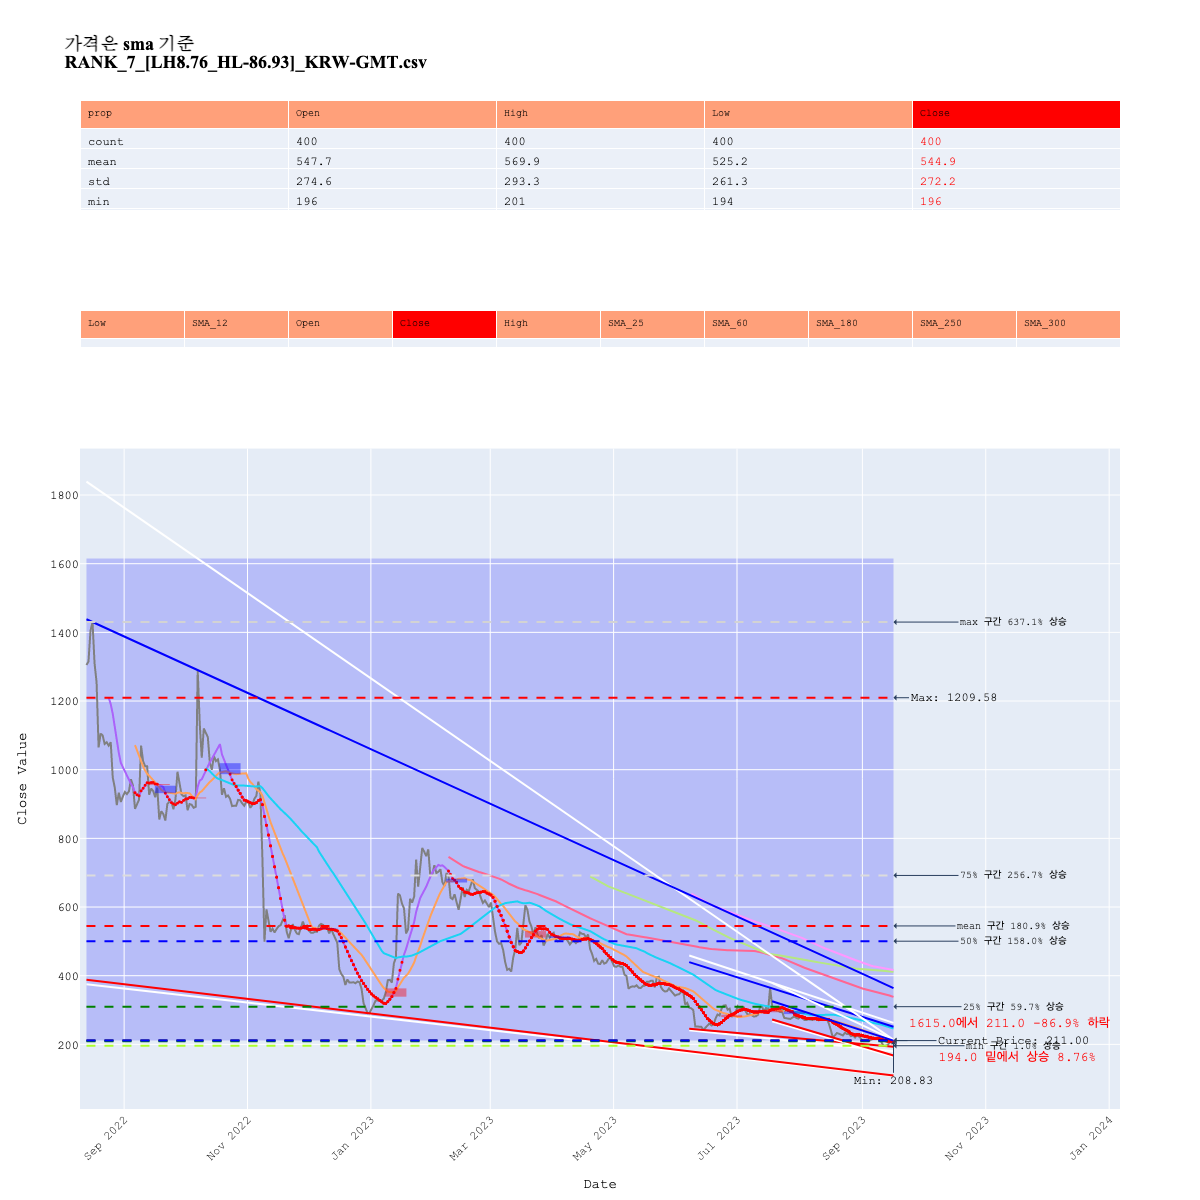 가격은 sma 기준
RANK_7_[LH8.76_HL-86.93]_KRW-GMT.csv
prop Open High Low Close
count 400 400 400 400
mean 547.7 569.9 525.2 544.9
std 274.6 293.3 261.3 272.2
min 196 201 194 196
Low SMA_12 Open Close High SMA_25 SMA_60 SMA_180 SMA_250 SMA_300
1800
1600
1400
1200
1000
800
600
400
200
Close Value
max 구간 637.1% 상승
Max: 1209.58
75% 구간 256.7% 상승
mean 구간 180.9% 상승
50% 구간 158.0% 상승
25% 구간 59.7% 상승
1615.0에서 211.0 -86.9% 하락
Current Price: 211.00
min 구간 1.0% 상승
194.0 밑에서 상승 8.76%
Min: 208.83
Sep 2022 Nov 2022 Jan 2023 Mar 2023 May 2023 Jul 2023 Sep 2023 Nov 2023 Jan 2024
Date